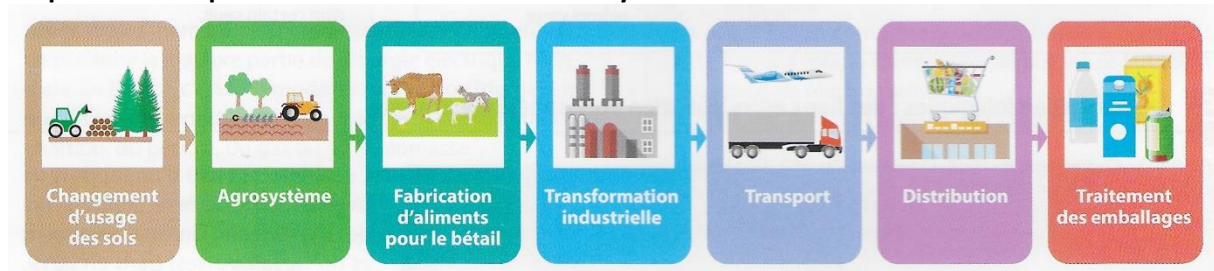 Changement
d'usage
des sols
Agrosystème
Fabrication
d'aliments
pour le bétail
Transformation
industrielle
Transport
Distribution
Traitement
des emballages